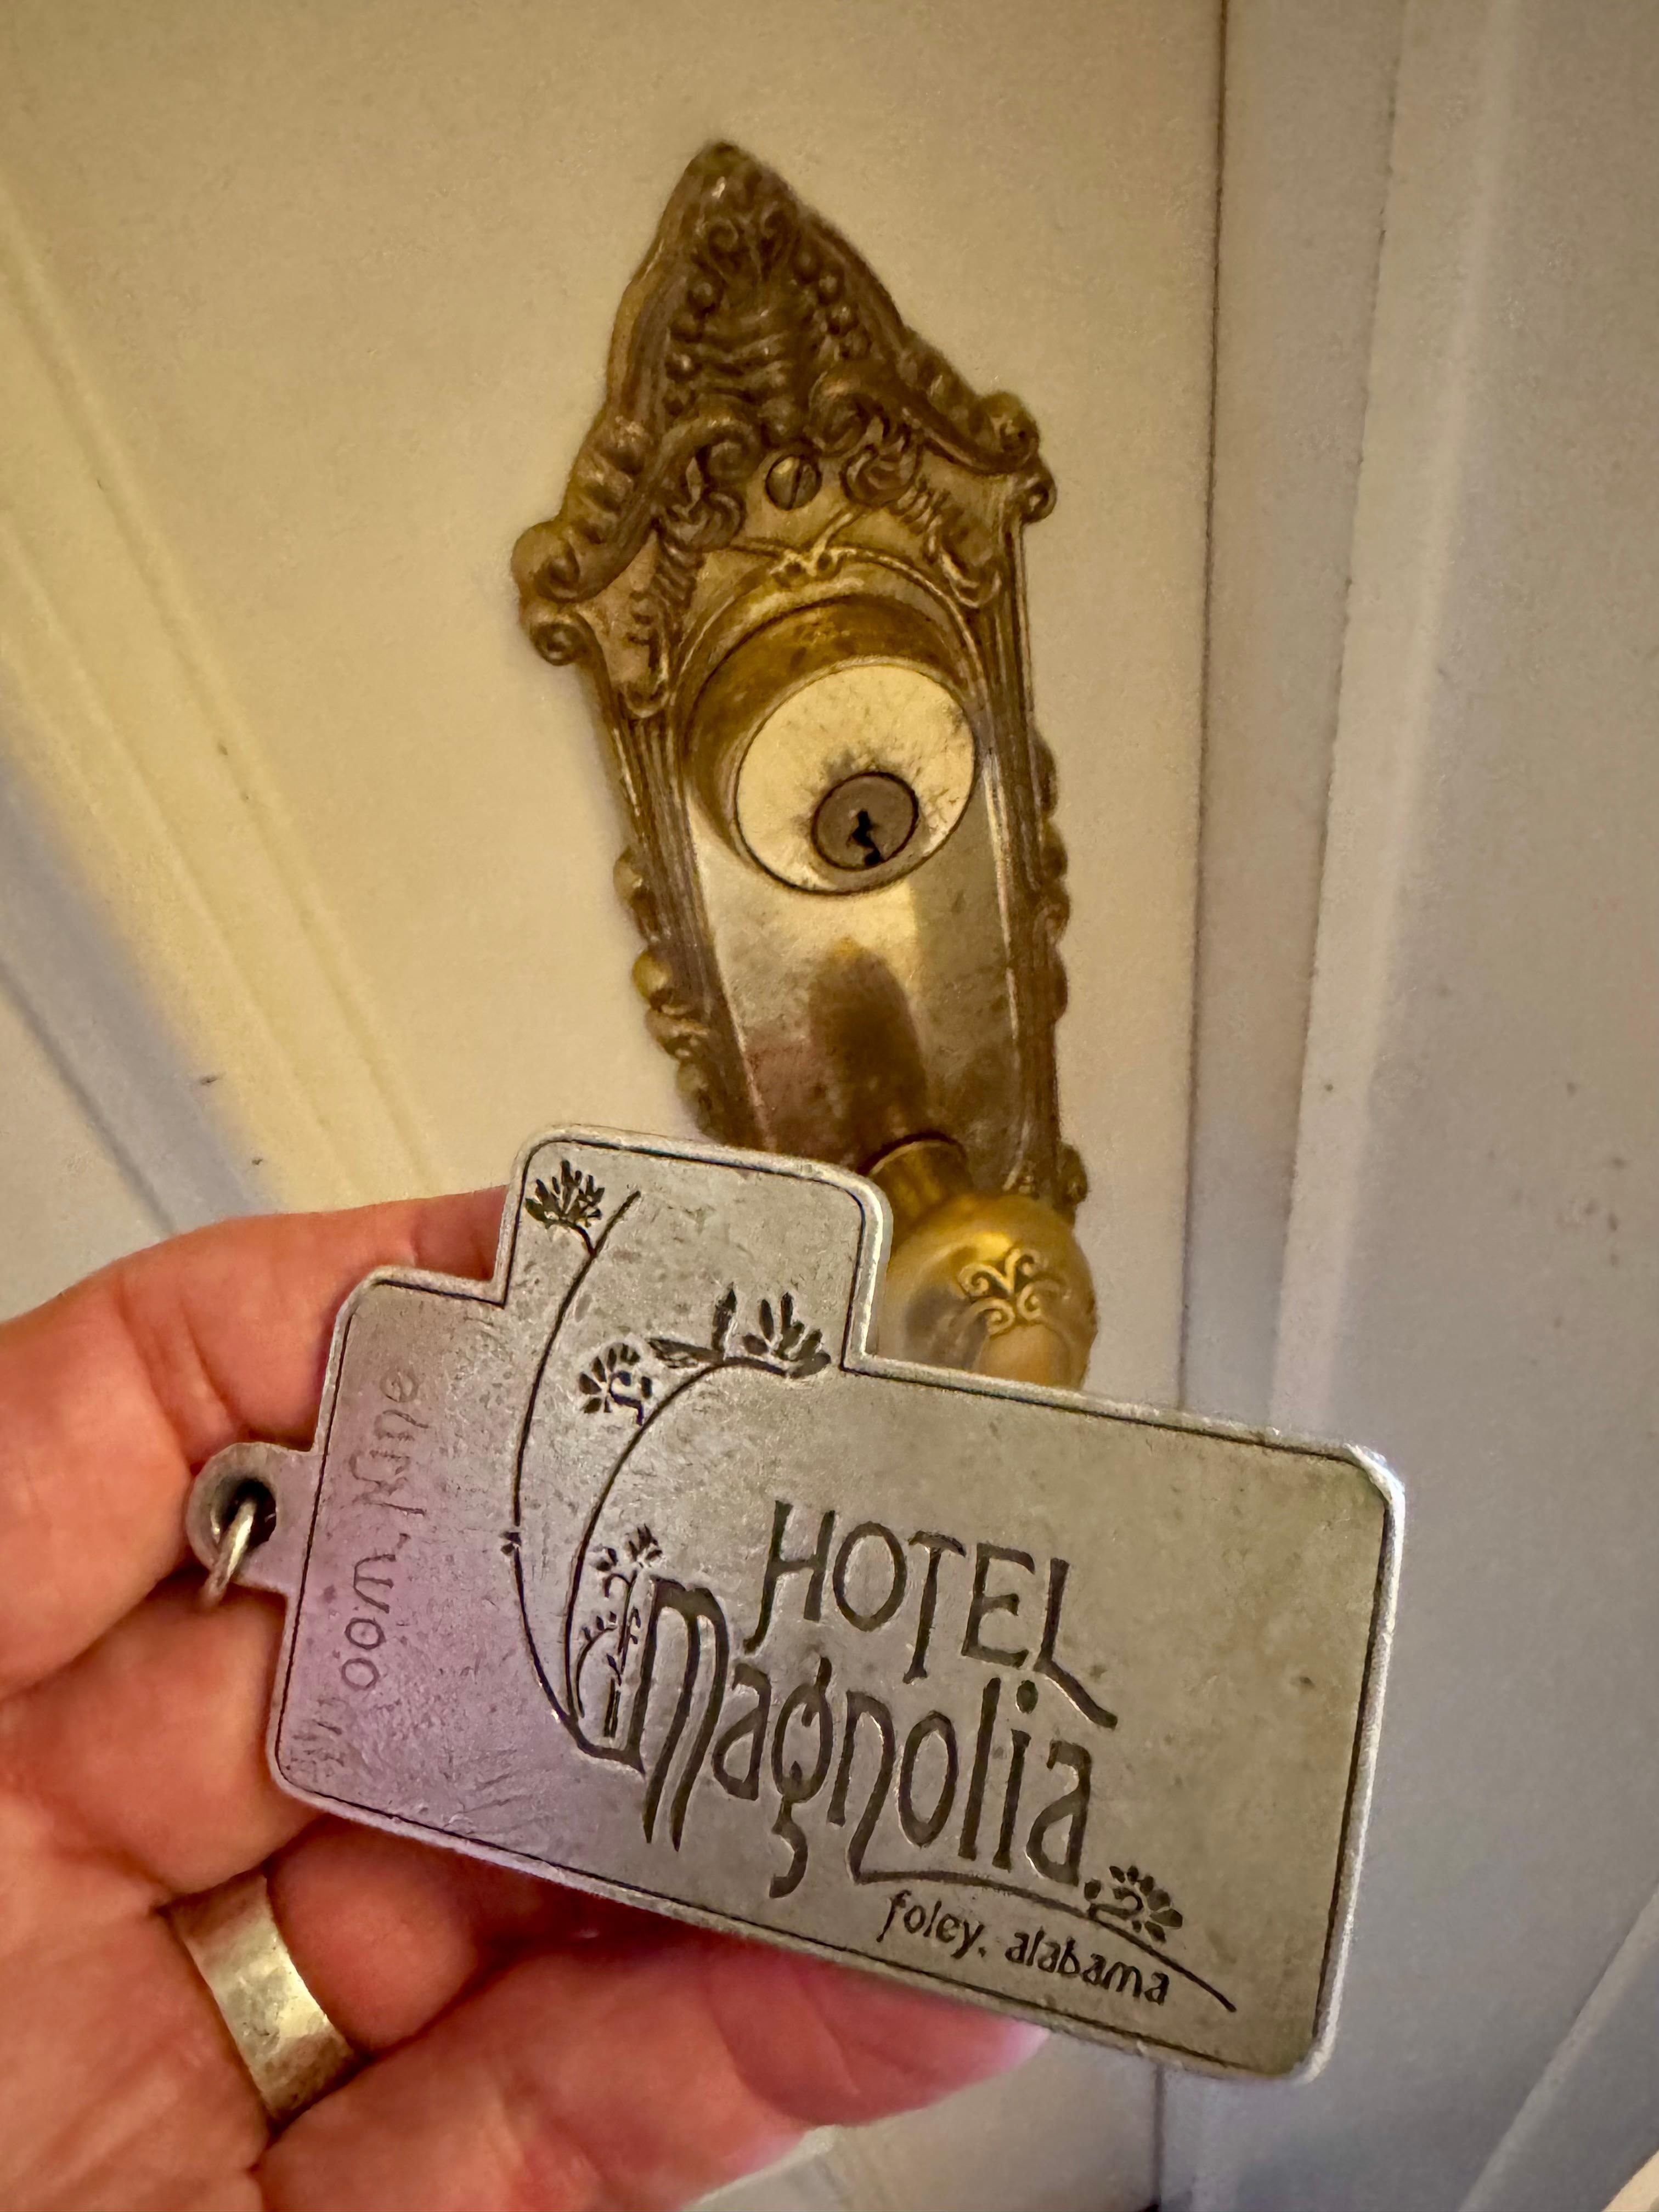 Room Nine
HOTEL
magnolia
foley, alabama